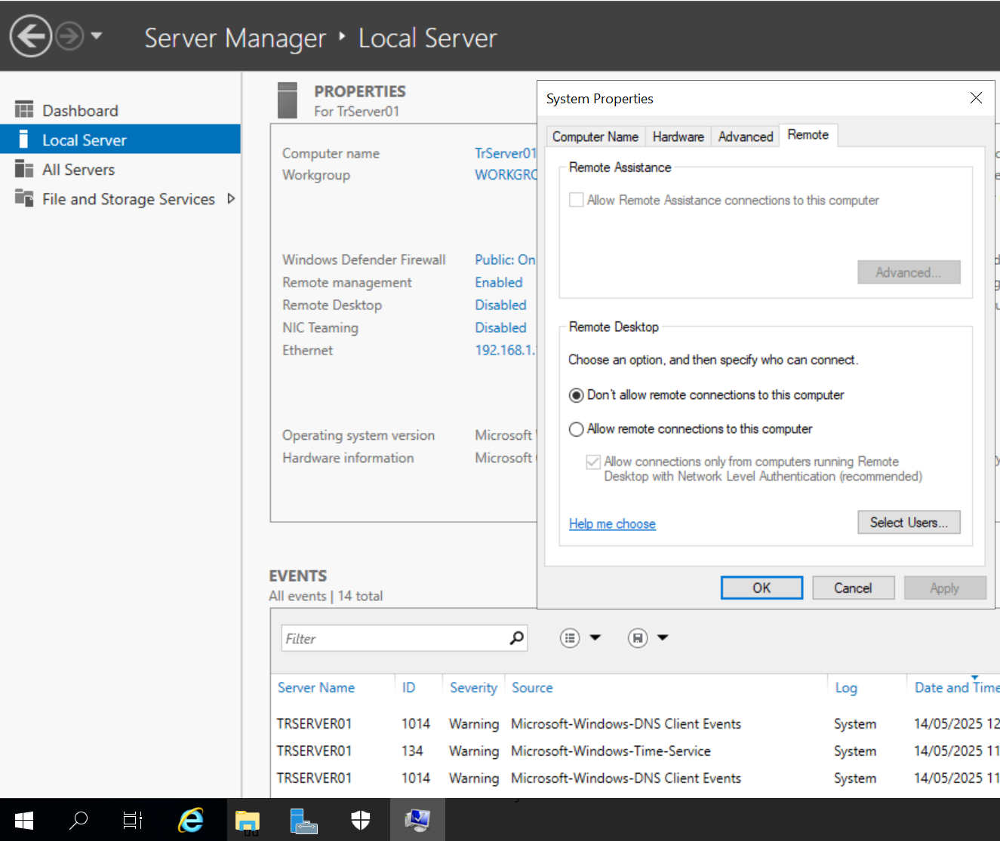 Server Manager ‣ Local Server
Dashboard
Local Server
All Servers
File and Storage Services
PROPERTIES
For TrServer01
Computer name TrServer01
Workgroup
Windows Defender Firewall Public: On
Remote management Enabled
Remote Desktop Disabled
NIC Teaming Disabled
Ethernet 192.168.1.
Operating system version Microsoft
Hardware information Microsoft
System Properties
Computer Name Hardware Advanced Remote
Remote Assistance
Allow Remote Assistance connections to this computer
Advanced...
Remote Desktop
Choose an option, and then specify who can connect.
Don't allow remote connections to this computer
Allow remote connections to this computer
Allow connections only from computers running Remote
Desktop with Network Level Authentication (recommended)
Help me choose Select Users...
OK Cancel Apply
EVENTS
All events | 14 total
Filter
Server Name ID Severity Source Log Date and Time
TRSERVER01 1014 Warning Microsoft-Windows-DNS Client Events System 14/05/2025 12
TRSERVER01 134 Warning Microsoft-Windows-Time-Service System 14/05/2025 11
TRSERVER01 1014 Warning Microsoft-Windows-DNS Client Events System 14/05/2025 11